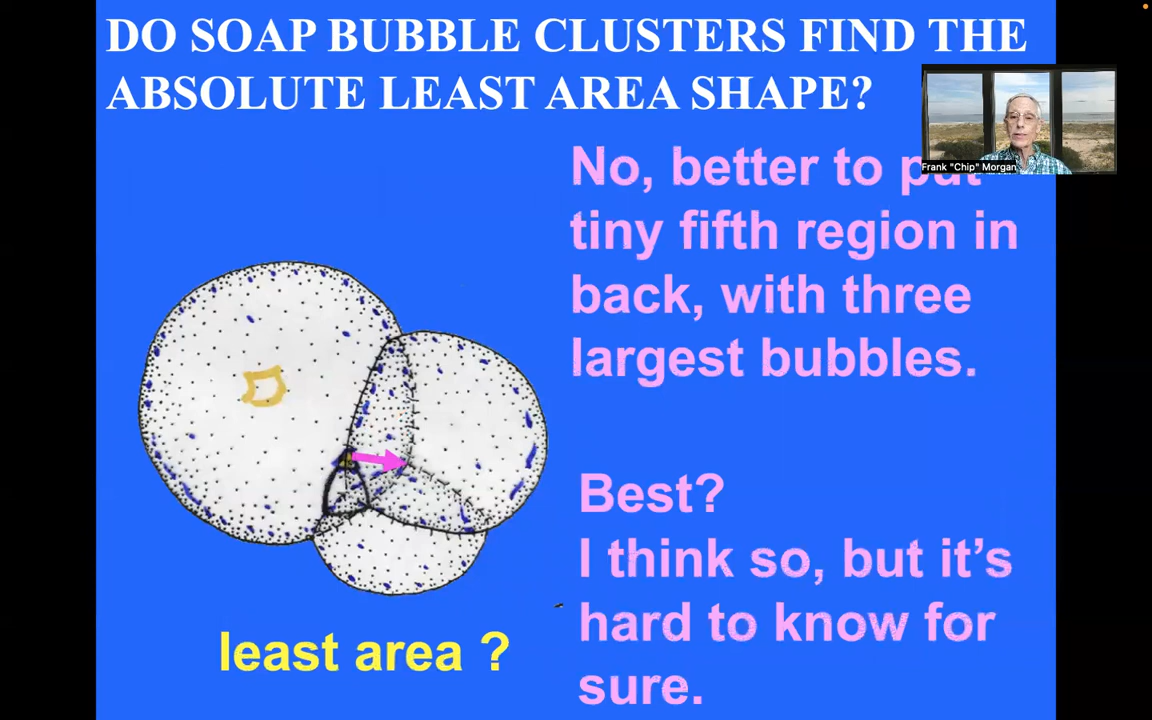 DO SOAP BUBBLE CLUSTERS FIND THE
ABSOLUTE LEAST AREA SHAPE?
Frank "Chip" Morgan
No, better to put
tiny fifth region in
back, with three
largest bubbles.
Best?
I think so, but it's
hard to know for
sure.
least area ?